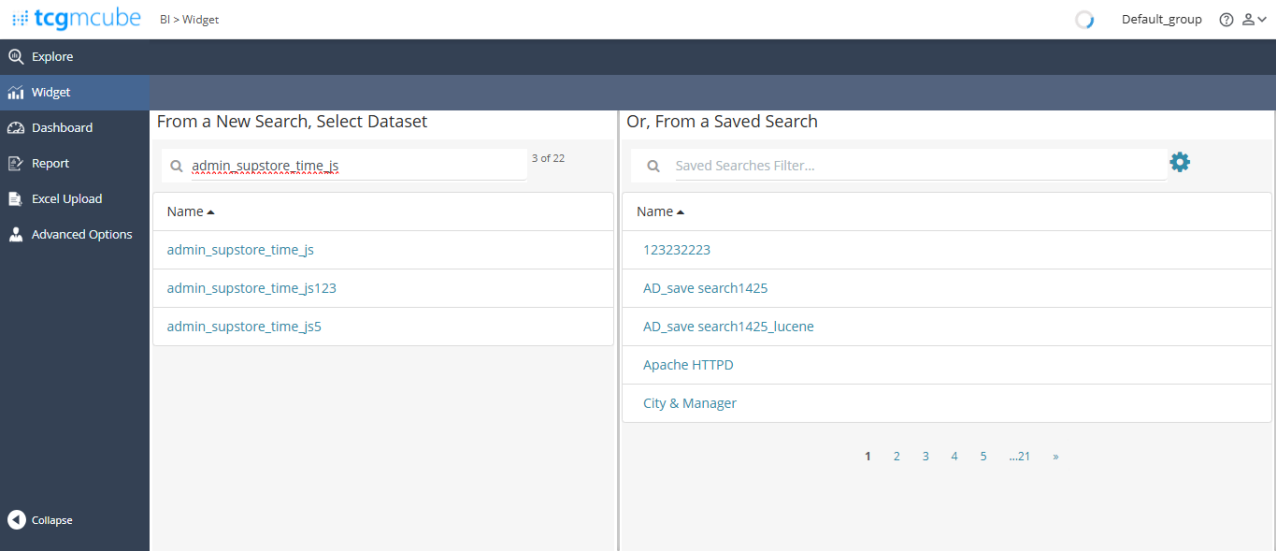 tcgmcube
BI > Widget
Default_group
Explore
Widget
Dashboard
Report
Excel Upload
Advanced Options
Collapse
From a New Search, Select Dataset
admin_supstore_time_js
3 of 22
Name
admin_supstore_time_js
admin_supstore_time_js123
admin_supstore_time_js5
Or, From a Saved Search
Saved Searches Filter...
Name
123232223
AD_save search1425
AD_save search1425_lucene
Apache HTTPD
City & Manager
1 2 3 4 5 ...21 »